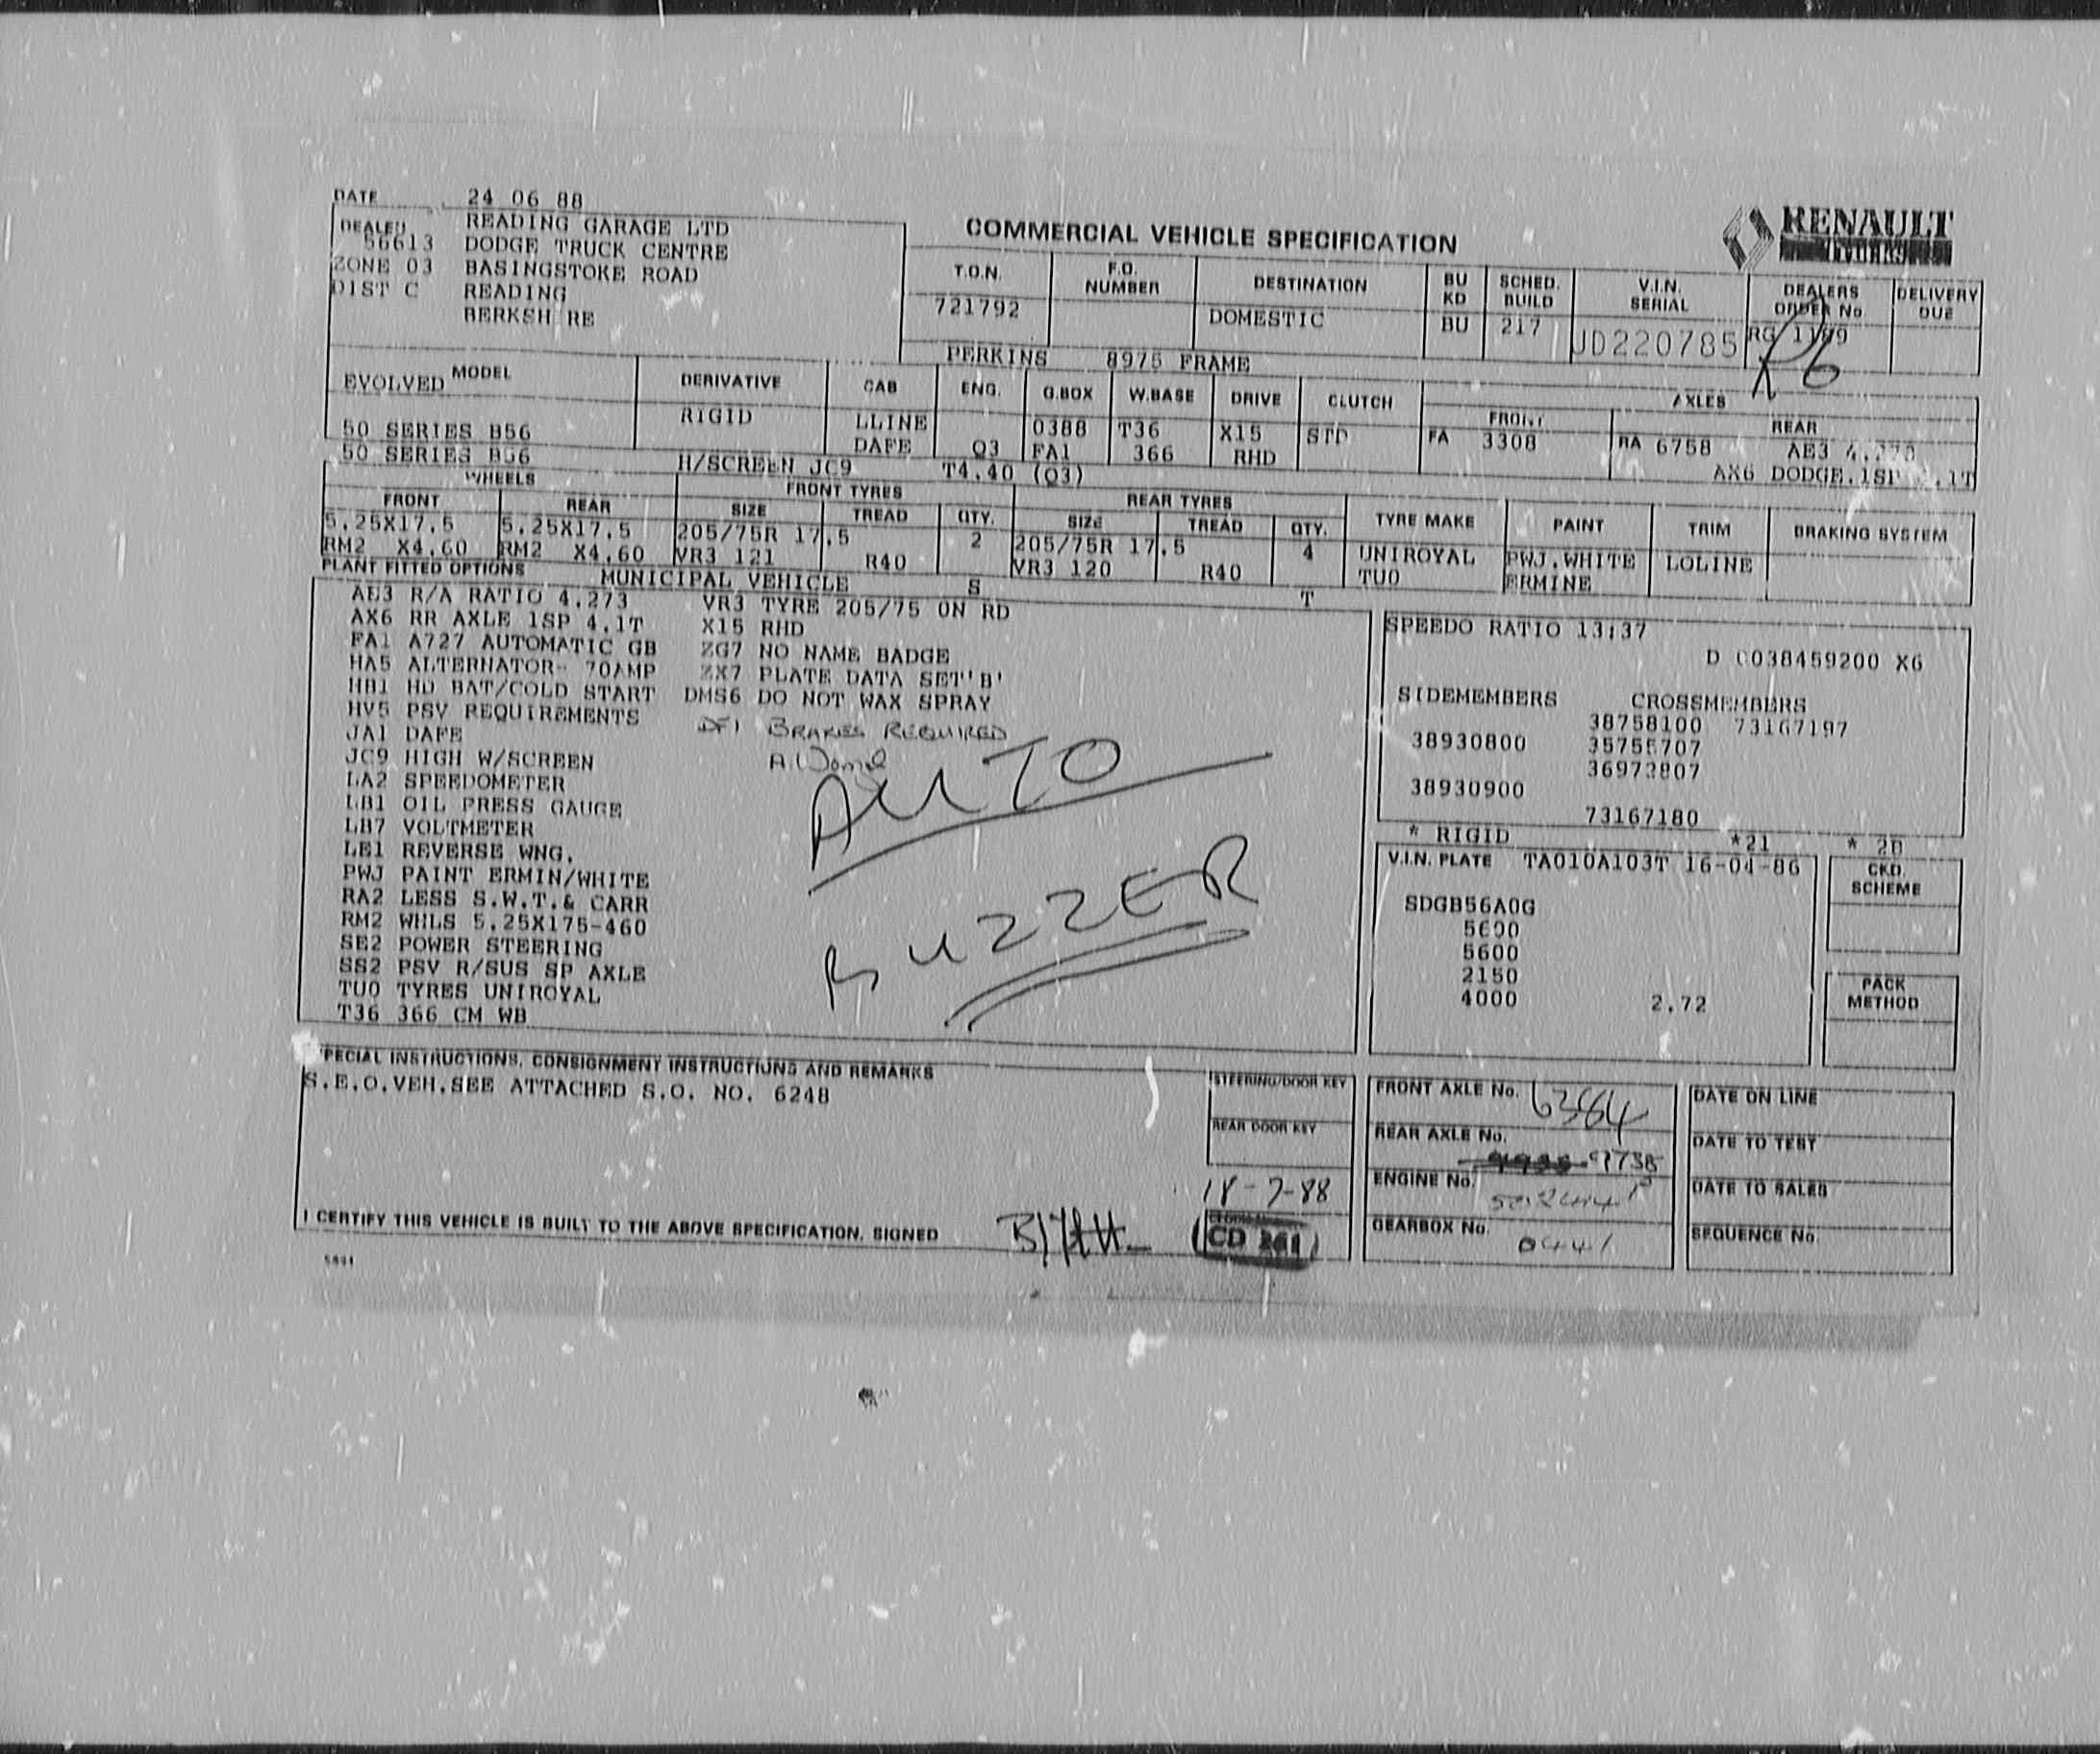 DATE 24 06 88
DEALER READING GARAGE LTD
56613 DODGE TRUCK CENTRE
ZONE 03 BASINGSTOKE ROAD
DIST C READING
BERKSH RE
COMMERCIAL VEHICLE SPECIFICATION
RENAULT
T.O.N. F.O. NUMBER DESTINATION BU KD SCHED. BUILD V.I.N. SERIAL DEALERS ORDER No DELIVERY DUE
721792 DOMESTIC BU 217 JD220785 RG
PERKINS 8975 FRAME
MODEL DERIVATIVE CAB ENG. G.BOX W.BASE DRIVE CLUTCH AXLES
FRONT REAR
EVOLVED RIGID LLINE 0388 T36 X15 STD FA 3308 RA 6758 AE3
50 SERIES B56 DAFE Q3 FA1 366 RHD
50 SERIES B56 H/SCREEN JC9 T4.40 (Q3) AX6 DODGE.1SP
WHEELS FRONT TYRES REAR TYRES
FRONT REAR SIZE TREAD QTY. SIZE TREAD QTY. TYRE MAKE PAINT TRIM BRAKING SYSTEM
5.25X17.5 5.25X17.5 205/75R 17.5 2 205/75R 17.5 4 UNIROYAL PWJ.WHITE LOLINE
RM2 X4.60 RM2 X4.60 VR3 121 R40 VR3 120 R40 TU0 ERMINE
PLANT FITTED OPTIONS MUNICIPAL VEHICLE S T
AE3 R/A RATIO 4.273 VR3 TYRE 205/75 ON RD
AX6 RR AXLE 1SP 4.1T X15 RHD
FA1 A727 AUTOMATIC GB ZG7 NO NAME BADGE
HA5 ALTERNATOR- 70AMP ZX7 PLATE DATA SET'B'
HB1 HD BAT/COLD START DMS6 DO NOT WAX SPRAY
HV5 PSV REQUIREMENTS DF1 BRAKES REQUIRED
JA1 DAFE
JC9 HIGH W/SCREEN
LA2 SPEEDOMETER
LB1 OIL PRESS GAUGE
LB7 VOLTMETER
LE1 REVERSE WNG.
PWJ PAINT ERMIN/WHITE
RA2 LESS S.W.T.& CARR
RM2 WHLS 5.25X175-460
SE2 POWER STEERING
SS2 PSV R/SUS SP AXLE
TU0 TYRES UNIROYAL
T36 366 CM WB
AUTO
BUZZER
SPEEDO RATIO 13:37
D 0038459200 X6
SIDEMEMBERS CROSSMEMBERS
38758100 73167197
38930800 35755707
36972807
38930900
73167180
* RIGID *21 * 2B
V.I.N. PLATE TA010A103T 16-04-86
SDGB56A0G
5600
5600
2150
4000 2.72
CKD. SCHEME
PACK METHOD
SPECIAL INSTRUCTIONS, CONSIGNMENT INSTRUCTIONS AND REMARKS
S.E.O.VEH.SEE ATTACHED S.O. NO. 6248
STEERING/DOOR KEY
REAR DOOR KEY
18-7-88
CD 261
I CERTIFY THIS VEHICLE IS BUILT TO THE ABOVE SPECIFICATION. SIGNED
FRONT AXLE No. 6384
REAR AXLE No. 9738
ENGINE No.
GEARBOX No. 0441
DATE ON LINE
DATE TO TEST
DATE TO SALES
SEQUENCE No.